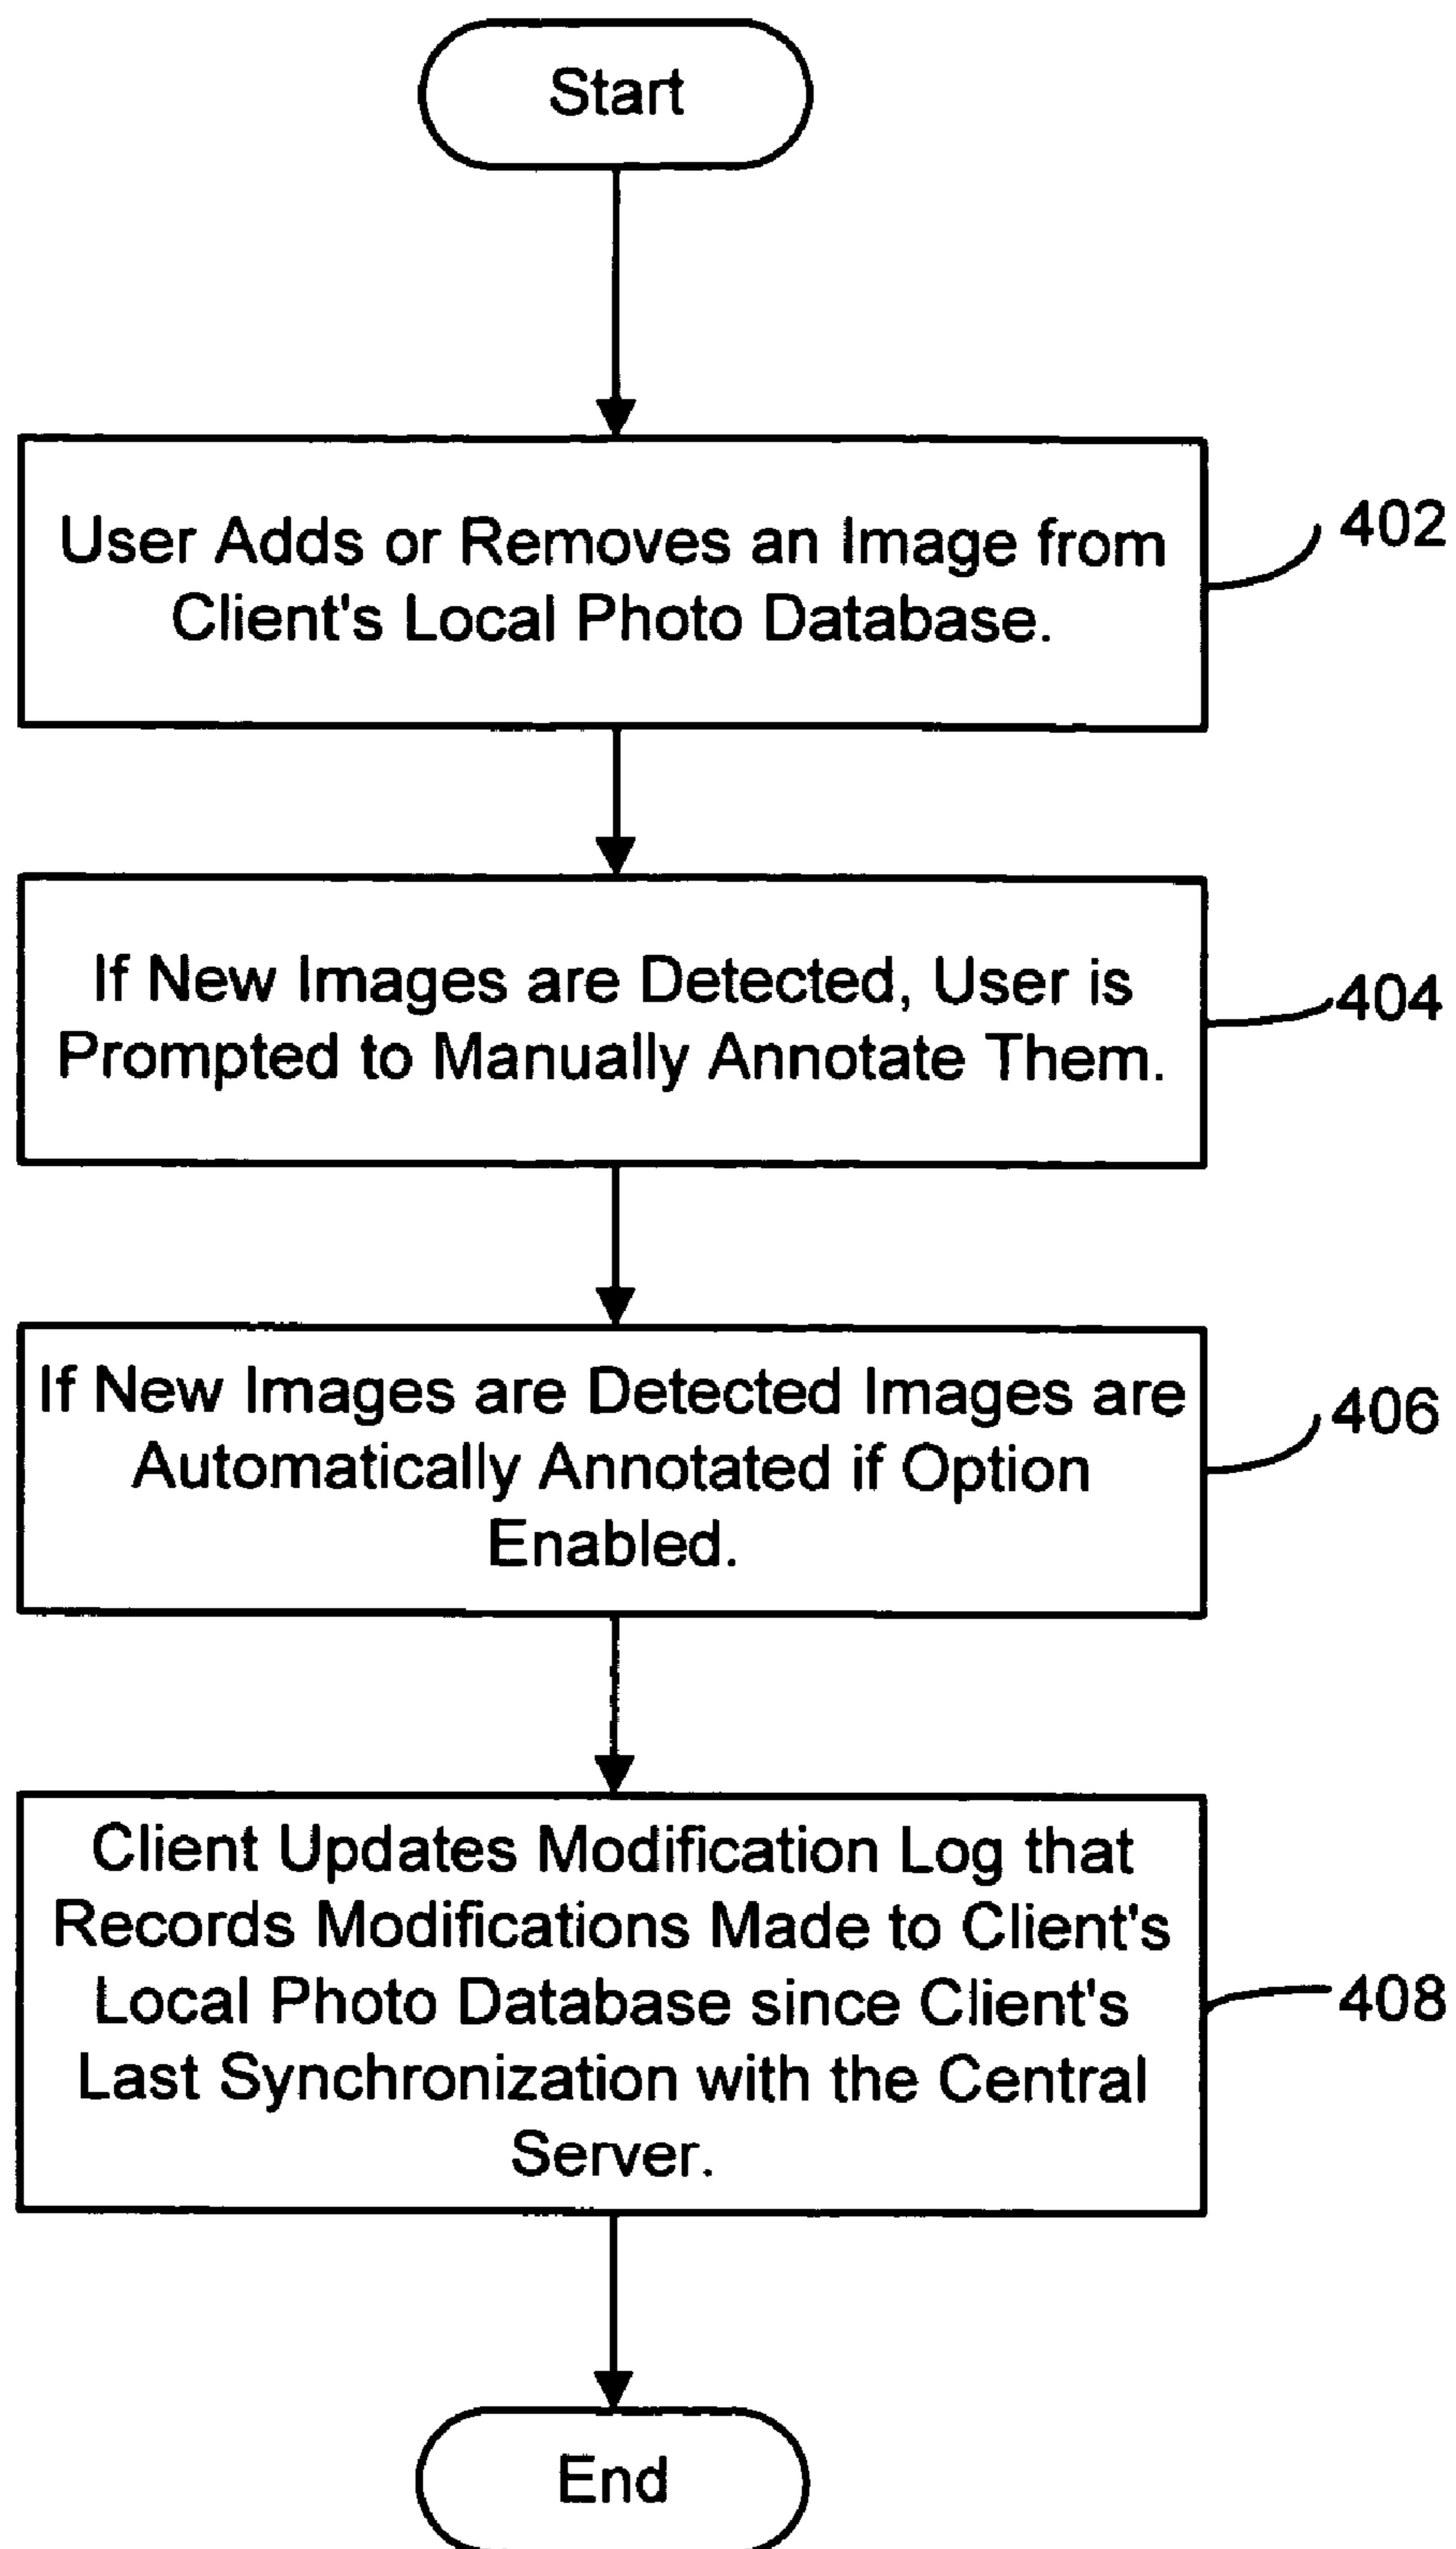 Start
User Adds or Removes an Image from
Client's Local Photo Database.
402
If New Images are Detected, User is
Prompted to Manually Annotate Them.
404
If New Images are Detected Images are
Automatically Annotated if Option
Enabled.
406
Client Updates Modification Log that
Records Modifications Made to Client's
Local Photo Database since Client's
Last Synchronization with the Central
Server.
408
End